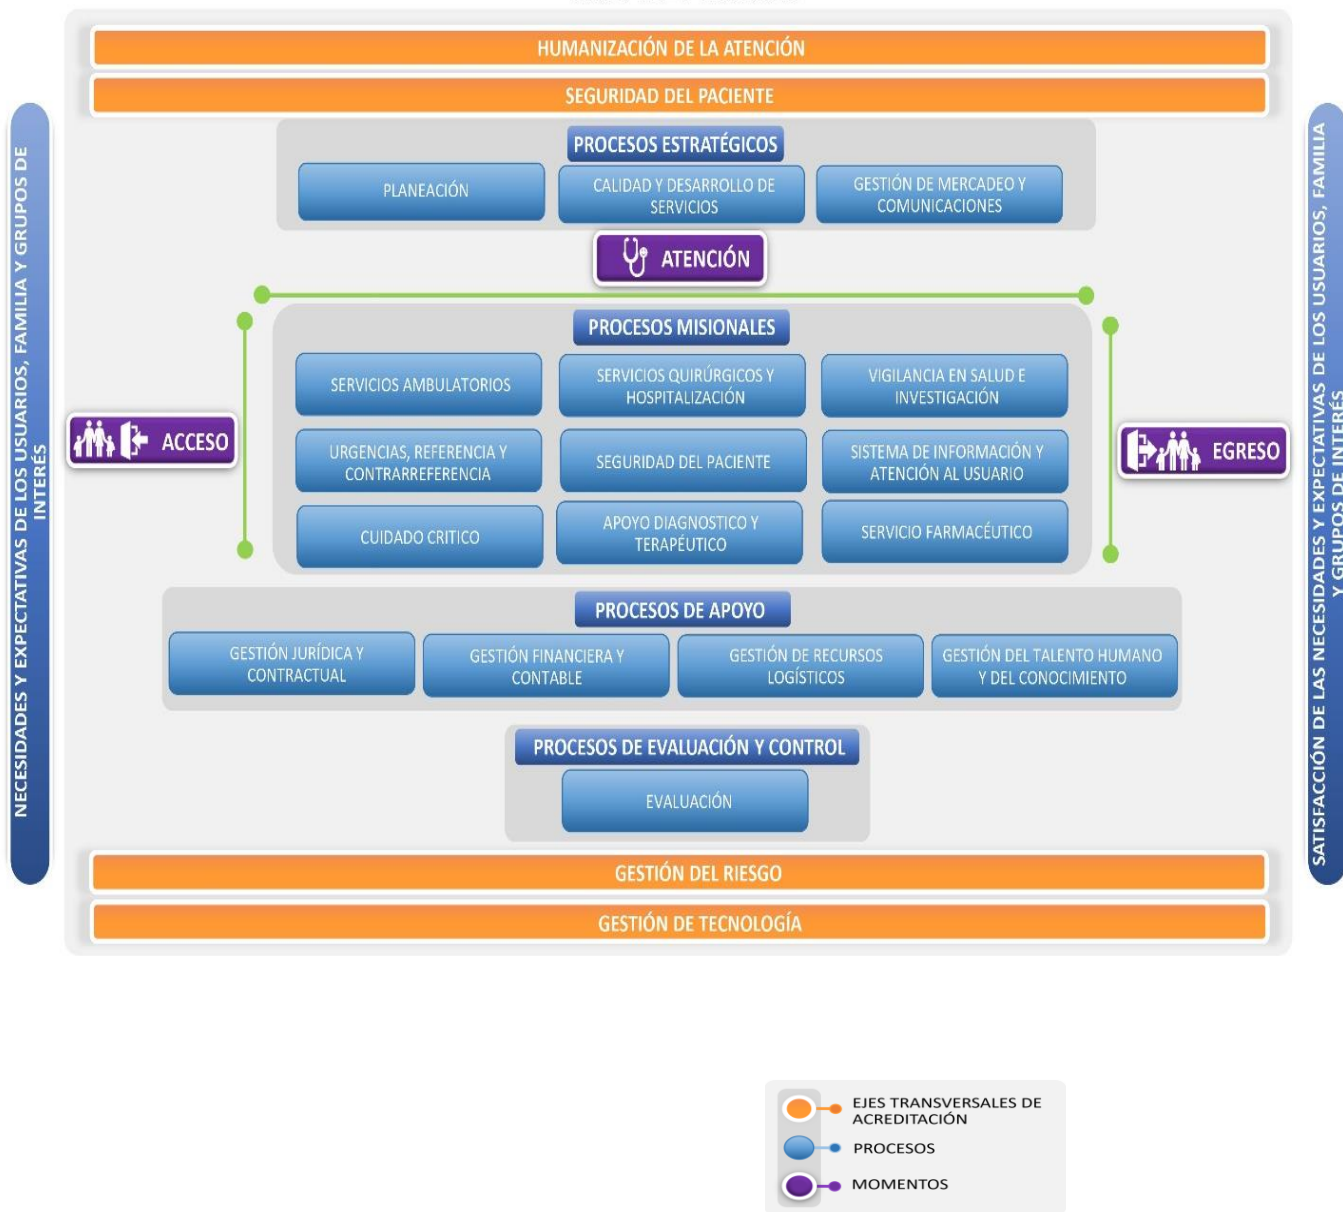 HUMANIZACIÓN DE LA ATENCIÓN
SEGURIDAD DEL PACIENTE
NECESIDADES Y EXPECTATIVAS DE LOS USUARIOS, FAMILIA Y GRUPOS DE
INTERÉS
PROCESOS ESTRATÉGICOS
PLANEACIÓN
CALIDAD Y DESARROLLO DE
SERVICIOS
GESTIÓN DE MERCADEO Y
COMUNICACIONES
ATENCIÓN
ACCESO
PROCESOS MISIONALES
SERVICIOS AMBULATORIOS
SERVICIOS QUIRÚRGICOS Y
HOSPITALIZACIÓN
VIGILANCIA EN SALUD E
INVESTIGACIÓN
URGENCIAS, REFERENCIA Y
CONTRARREFERENCIA
SEGURIDAD DEL PACIENTE
SISTEMA DE INFORMACIÓN Y
ATENCIÓN AL USUARIO
CUIDADO CRITICO
APOYO DIAGNOSTICO Y
TERAPÉUTICO
SERVICIO FARMACÉUTICO
EGRESO
PROCESOS DE APOYO
GESTIÓN JURÍDICA Y
CONTRACTUAL
GESTIÓN FINANCIERA Y
CONTABLE
GESTIÓN DE RECURSOS
LOGÍSTICOS
GESTIÓN DEL TALENTO HUMANO
Y DEL CONOCIMIENTO
PROCESOS DE EVALUACIÓN Y CONTROL
EVALUACIÓN
SATISFACCIÓN DE LAS NECESIDADES Y EXPECTATIVAS DE LOS USUARIOS, FAMILIA
Y GRUPOS DE INTERÉS
GESTIÓN DEL RIESGO
GESTIÓN DE TECNOLOGÍA
EJES TRANSVERSALES DE
ACREDITACIÓN
PROCESOS
MOMENTOS